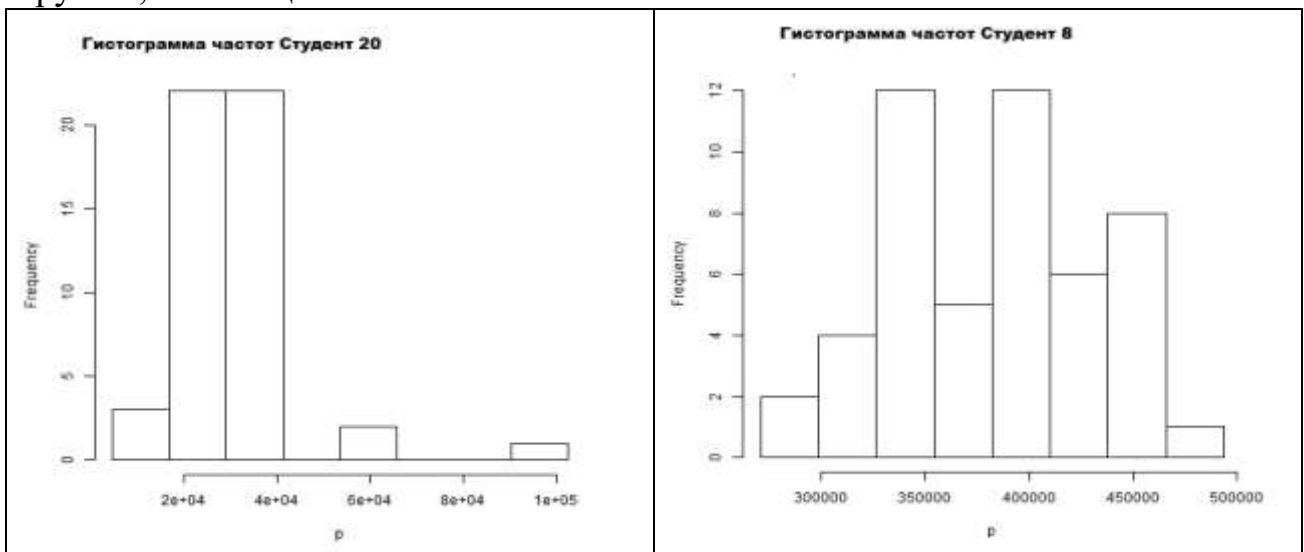 Гистограмма частот Студент 20
Frequency
0
5
10
15
20
2e+04 4e+04 6e+04 8e+04 1e+05
p
Гистограмма частот Студент 8
Frequency
0
2
4
6
8
10
12
300000 350000 400000 450000 500000
p